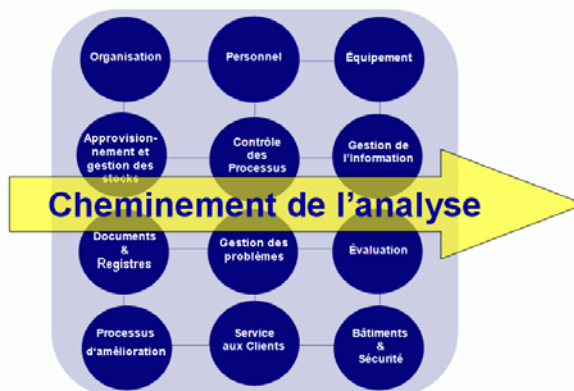 Organisation
Personnel
Équipement
Approvision-
nement et
gestion des
stocks
Contrôle
des
Processus
Gestion de
l'Information
Cheminement de l'analyse
Documents
&
Registres
Gestion des
problèmes
Évaluation
Processus
d'amélioration
Service
aux Clients
Bâtiments
&
Sécurité